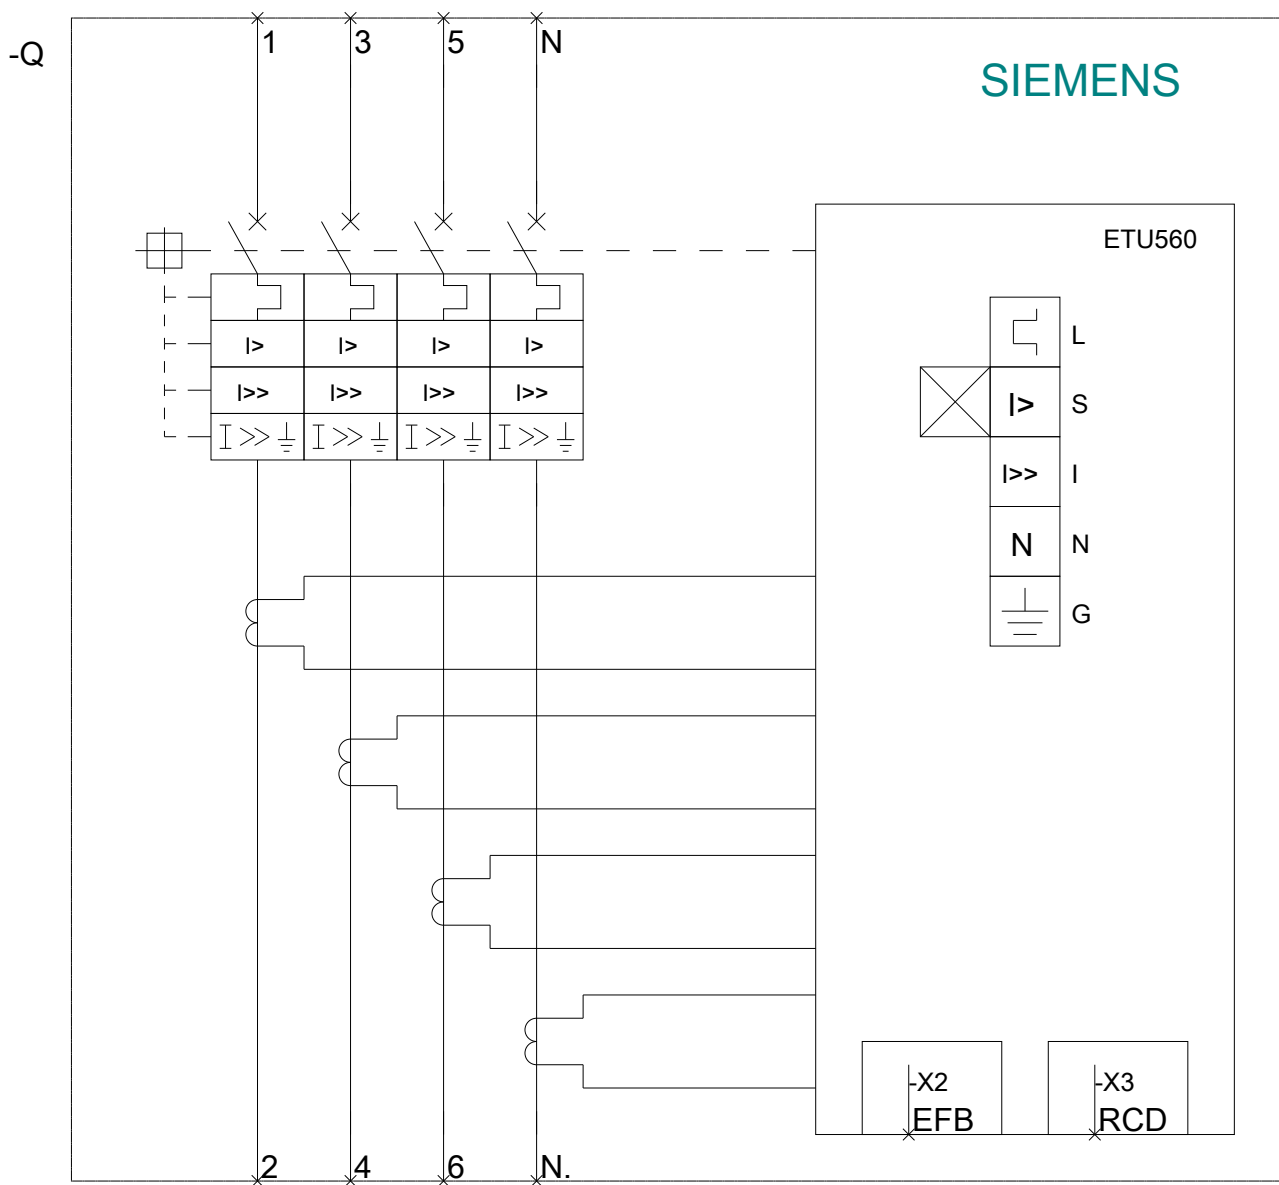 1 3 5 N
-Q
SIEMENS
ETU560
L
I> I> I> I>
I>> I>> I>> I>>
I>> I>> I>> I>>
I> S
I>> I
N N
G
-X2
EFB
-X3
RCD
2 4 6 N.